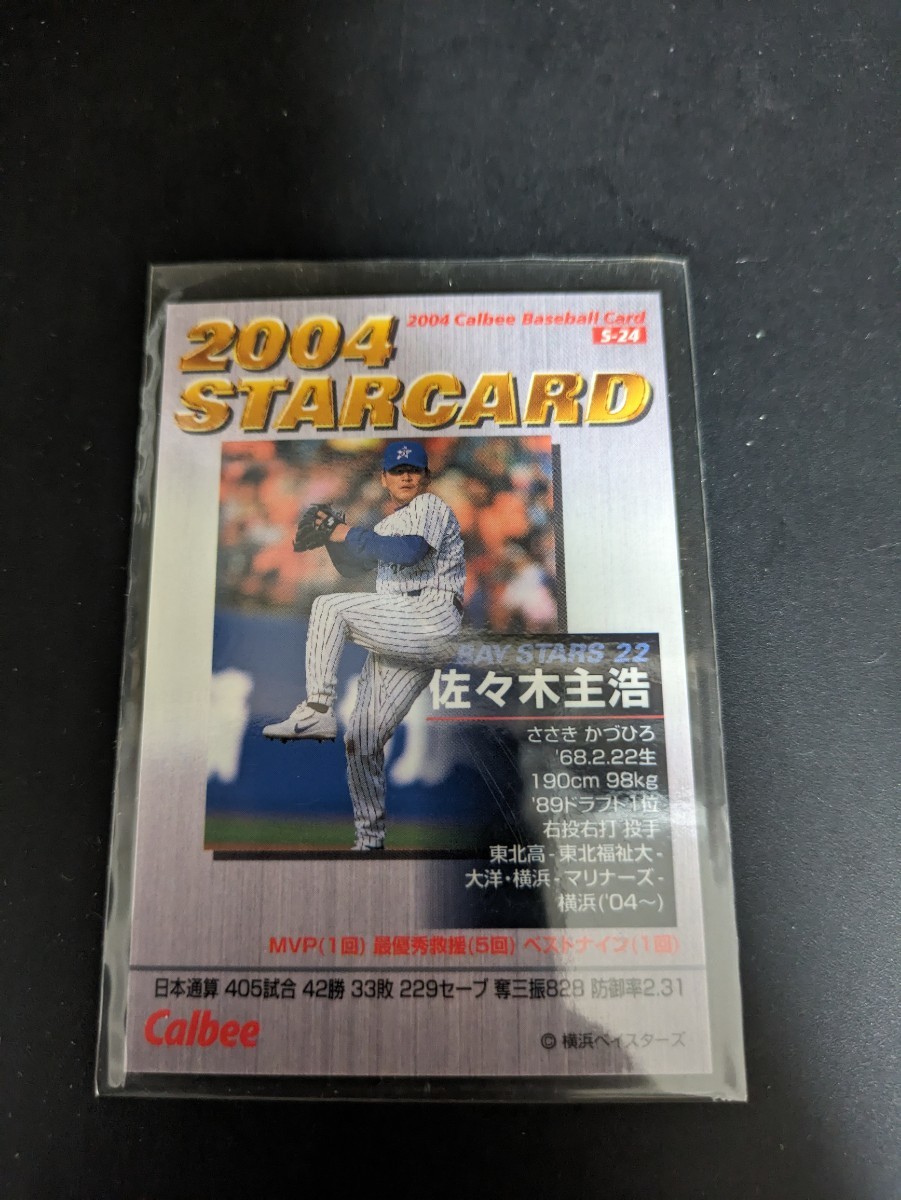 2004 Calbee Baseball Card
S-24
2004
STARCARD
BAY STARS 22
佐々木主浩
ささき かづひろ
'68.2.22生
190cm 98kg
'89ドラフト1位
右投右打 投手
東北高-東北福祉大-
大洋・横浜-マリナーズ-
横浜('04～)
MVP(1回) 最優秀救援(5回) ベストナイン(1回)
日本通算 405試合 42勝 33敗 229セーブ 奪三振828 防御率2.31
Calbee
© 横浜ベイスターズ